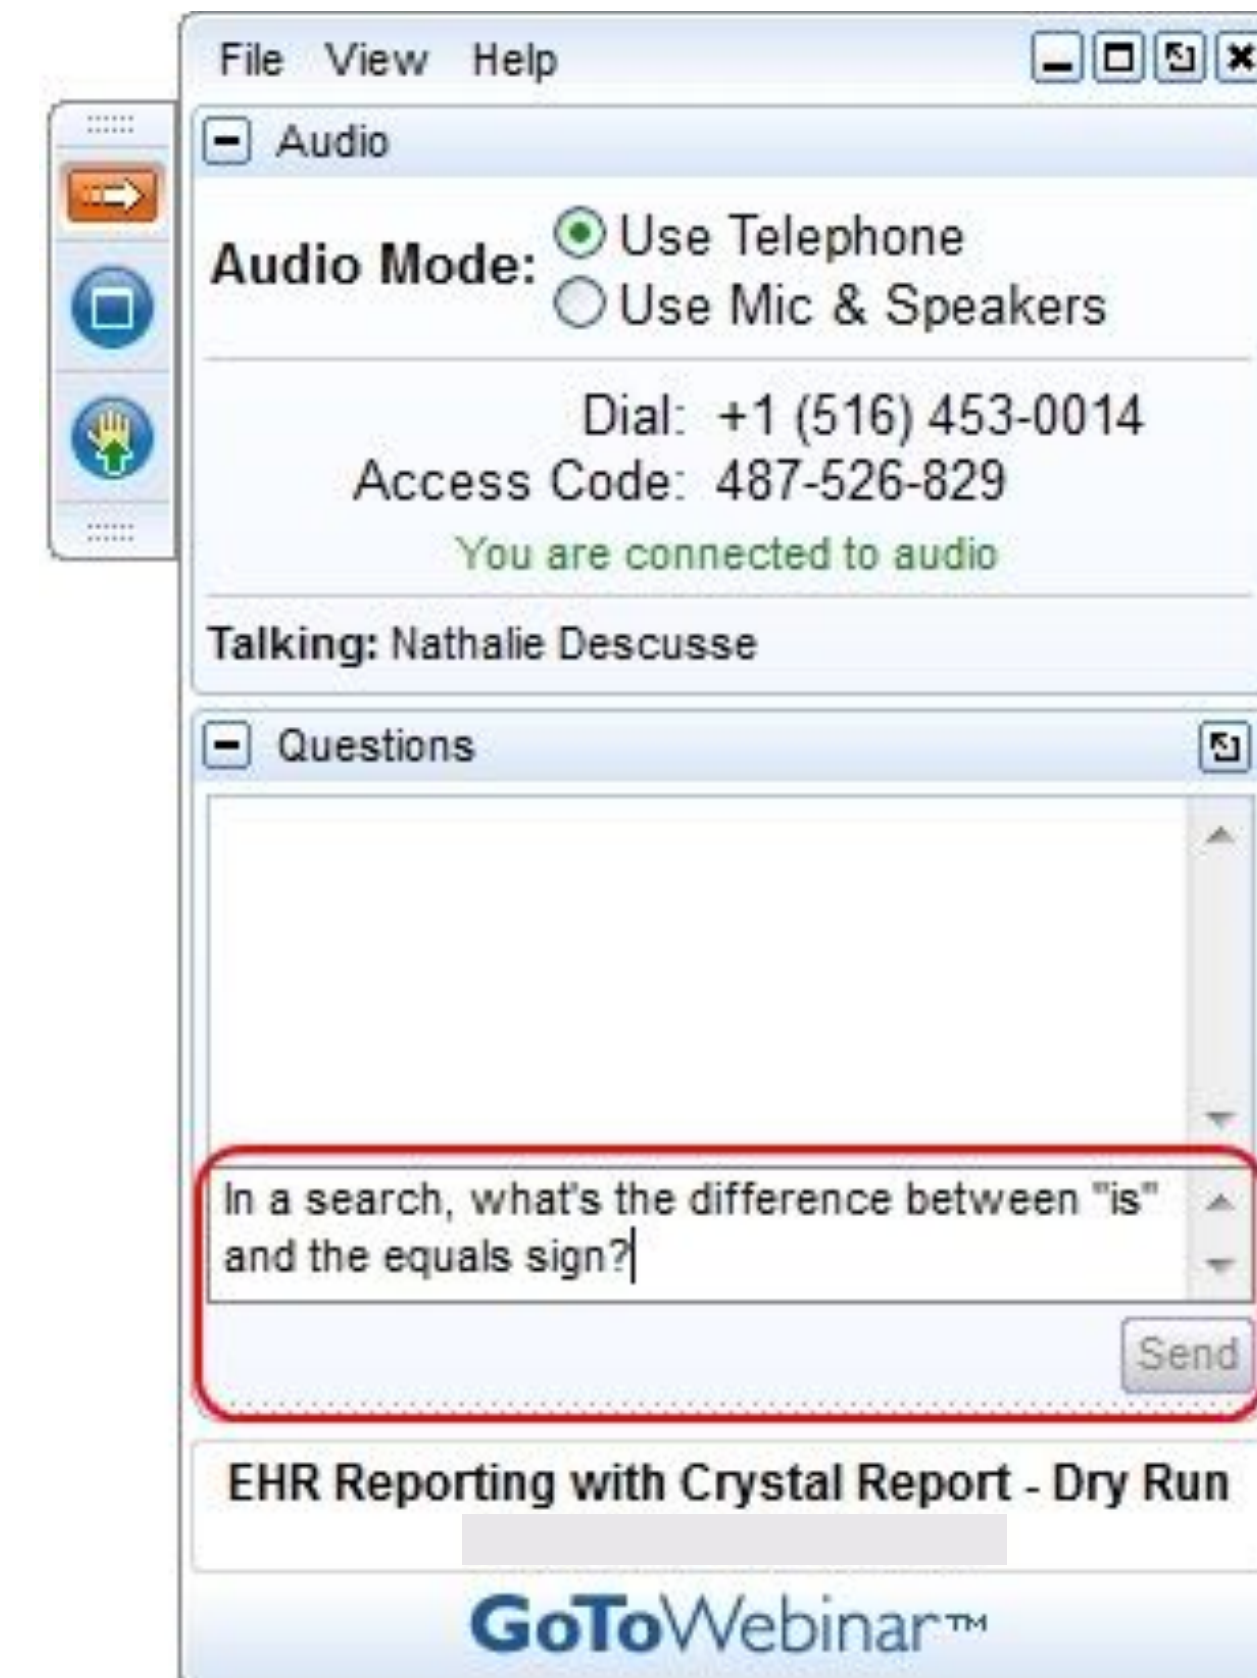 File View Help
Audio
Audio Mode:
Use Telephone
Use Mic & Speakers
Dial: +1 (516) 453-0014
Access Code: 487-526-829
You are connected to audio
Talking: Nathalie Descusse
Questions
In a search, what's the difference between "is"
and the equals sign?
Send
EHR Reporting with Crystal Report - Dry Run
GoToWebinar™